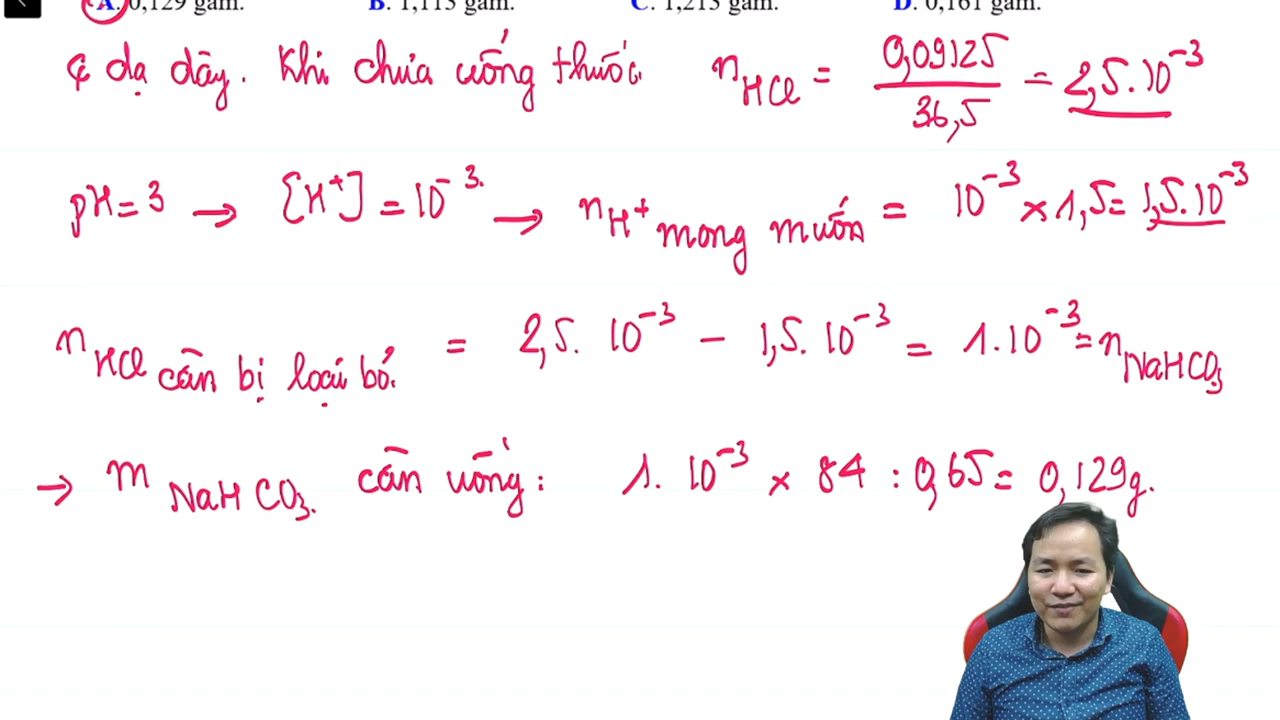 A. 0,129 gam. B. 1,113 gam. C. 1,213 gam. D. 0,161 gam.
dạ dày. Khi chưa uống thuốc. nHCl = 0,09125 / 36,5 = 2,5.10⁻³
pH = 3 → [H⁺] = 10⁻³. → nH⁺ mong muốn = 10⁻³ × 1,5 = 1,5.10⁻³
nHCl cần bị loại bỏ. = 2,5.10⁻³ – 1,5.10⁻³ = 1.10⁻³ = nNaHCO₃
→ mNaHCO₃. cần uống: 1.10⁻³ × 84 : 0,65 = 0,129g.